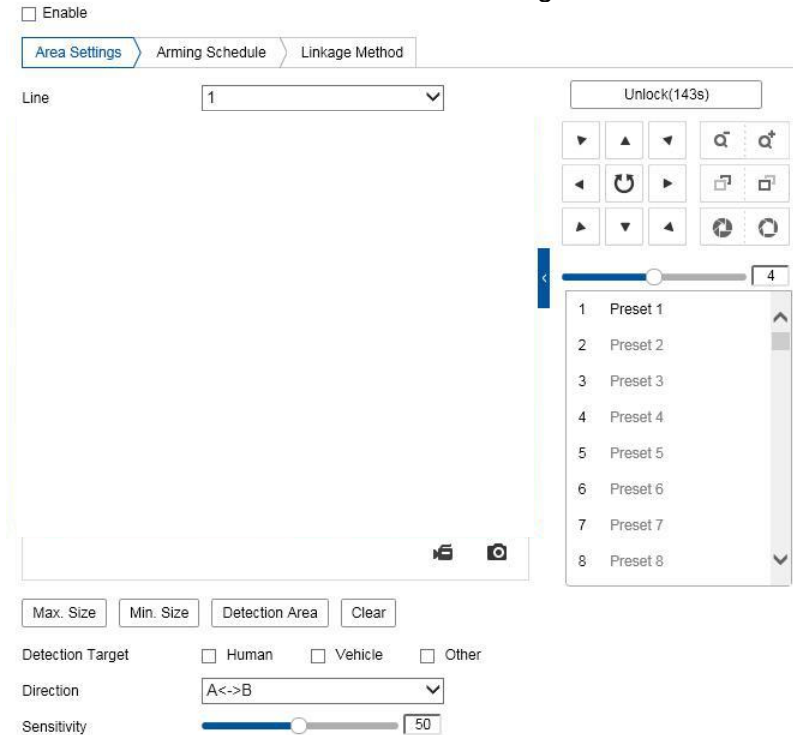 Enable
Area Settings Arming Schedule Linkage Method
Line 1
Unlock(143s)
4
1 Preset 1
2 Preset 2
3 Preset 3
4 Preset 4
5 Preset 5
6 Preset 6
7 Preset 7
8 Preset 8
Max. Size Min. Size Detection Area Clear
Detection Target Human Vehicle Other
Direction A<->B
Sensitivity 50